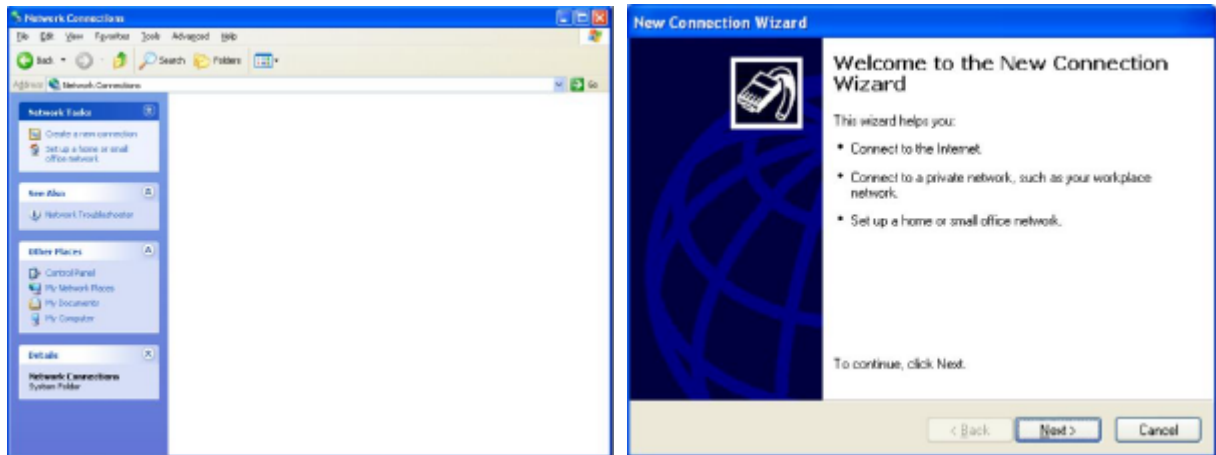 Network Connections
File Edit View Favorites Tools Advanced Help
Back Search Folders
Address Network Connections Go
Network Tasks
Create a new connection
Set up a home or small
office network
See Also
Network Troubleshooter
Other Places
Control Panel
My Network Places
My Documents
My Computer
Details
Network Connections
System Folder
New Connection Wizard
Welcome to the New Connection
Wizard
This wizard helps you:
• Connect to the Internet.
• Connect to a private network, such as your workplace
network.
• Set up a home or small office network.
To continue, click Next.
< Back Next > Cancel